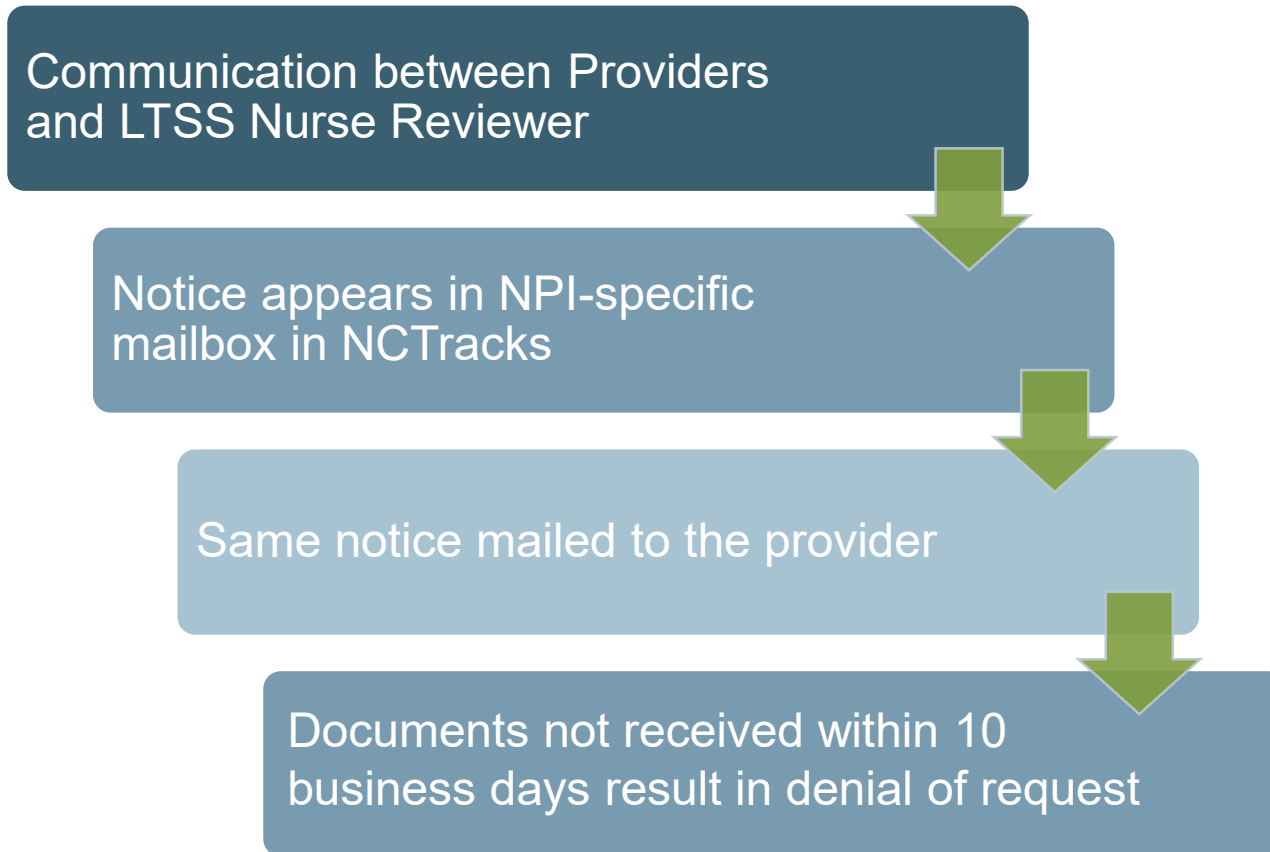 Communication between Providers
and LTSS Nurse Reviewer
Notice appears in NPI-specific
mailbox in NCTracks
Same notice mailed to the provider
Documents not received within 10
business days result in denial of request